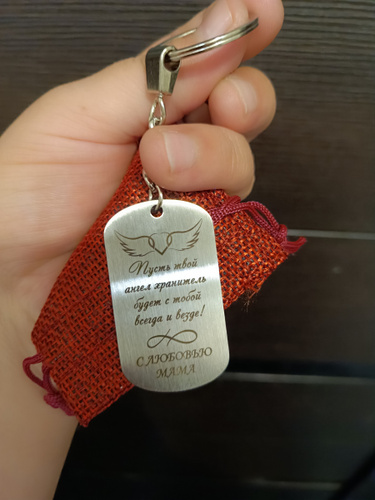 Пусть твой
ангел хранитель
будет с тобой
всегда и везде!
С ЛЮБОВЬЮ
МАМА